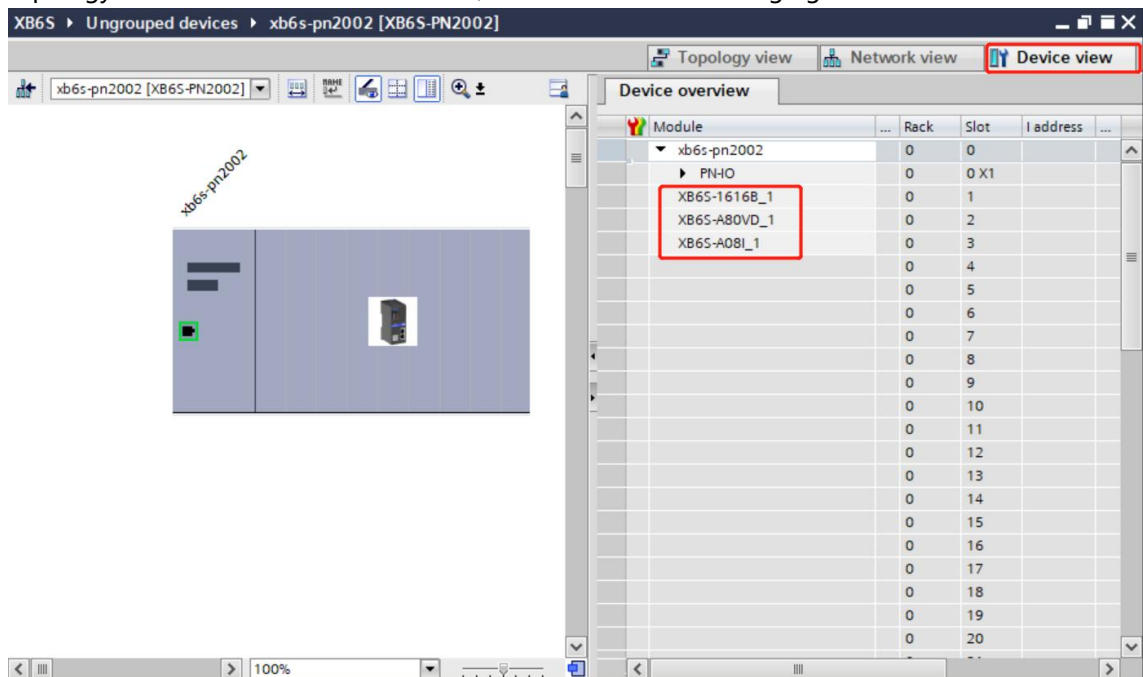 XB6S ▸ Ungrouped devices ▸ xb6s-pn2002 [XB6S-PN2002]
Topology view Network view Device view
xb6s-pn2002 [XB6S-PN2002]
NAME
Device overview
Module ... Rack Slot I address ...
xb6s-pn2002 0 0
PN-IO 0 0 X1
XB6S-1616B_1 0 1
XB6S-A80VD_1 0 2
XB6S-A08I_1 0 3
0 4
0 5
0 6
0 7
0 8
0 9
0 10
0 11
0 12
0 13
0 14
0 15
0 16
0 17
0 18
0 19
0 20
xb6s-pn2002
100%